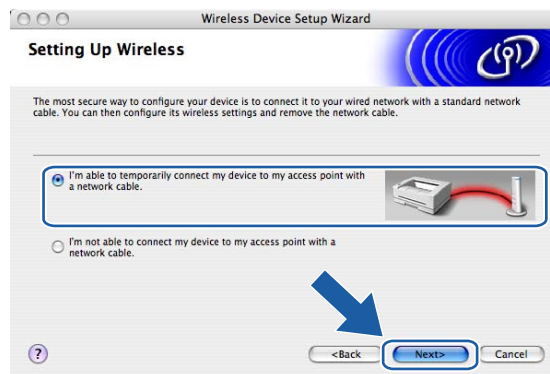 Wireless Device Setup Wizard
Setting Up Wireless
The most secure way to configure your device is to connect it to your wired network with a standard network
cable. You can then configure its wireless settings and remove the network cable.
I'm able to temporarily connect my device to my access point with
a network cable.
I'm not able to connect my device to my access point with a
network cable.
?
<Back
Next>
Cancel